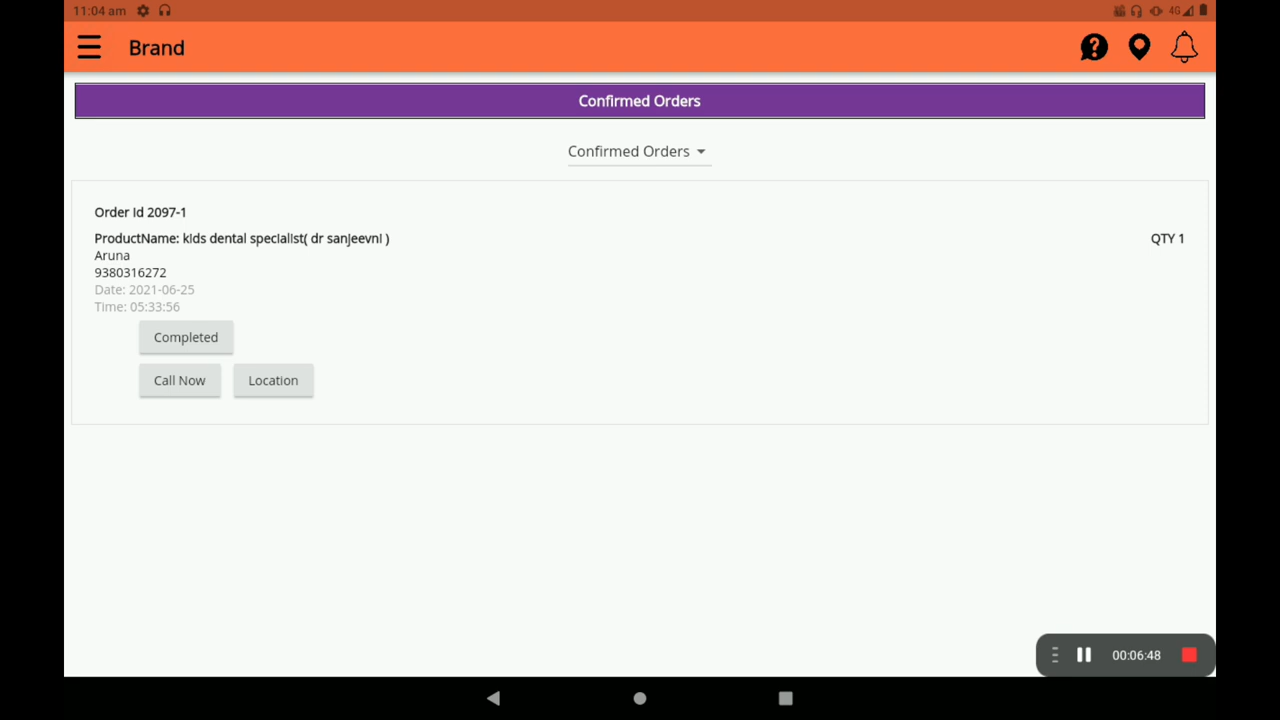 11:04 am 4G
Brand
Confirmed Orders
Confirmed Orders
Order Id 2097-1
ProductName: kids dental specialist( dr sanjeevni ) QTY 1
Aruna
9380316272
Date: 2021-06-25
Time: 05:33:56
Completed
Call Now Location
00:06:48